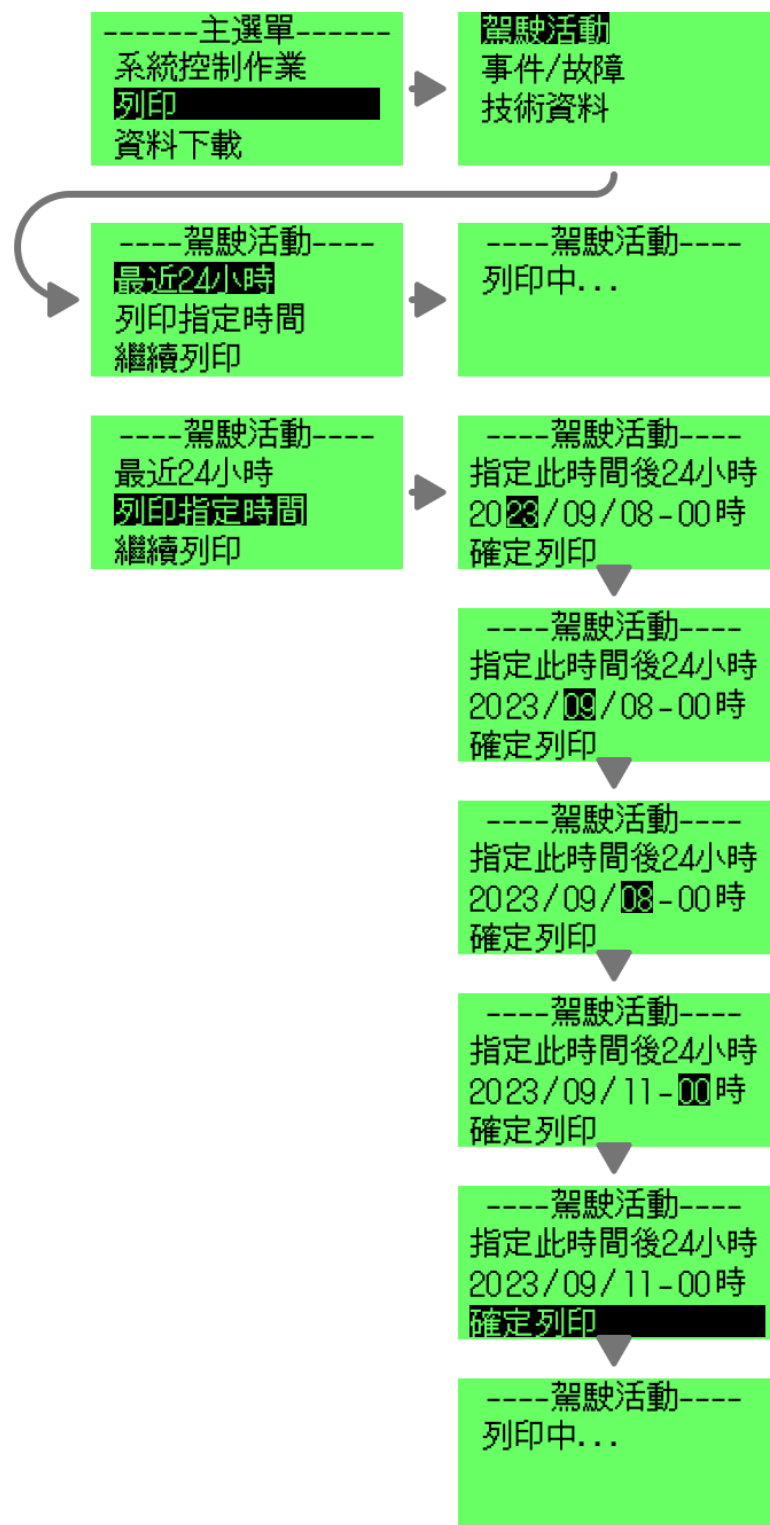 ------主選單------
系統控制作業
列印
資料下載
駕駛活動
事件/故障
技術資料
----駕駛活動----
最近24小時
列印指定時間
繼續列印
----駕駛活動----
列印中...
----駕駛活動----
最近24小時
列印指定時間
繼續列印
----駕駛活動----
指定此時間後24小時
2023/09/08-00時
確定列印
----駕駛活動----
指定此時間後24小時
2023/09/08-00時
確定列印
----駕駛活動----
指定此時間後24小時
2023/09/08-00時
確定列印
----駕駛活動----
指定此時間後24小時
2023/09/11-00時
確定列印
----駕駛活動----
指定此時間後24小時
2023/09/11-00時
確定列印
----駕駛活動----
列印中...